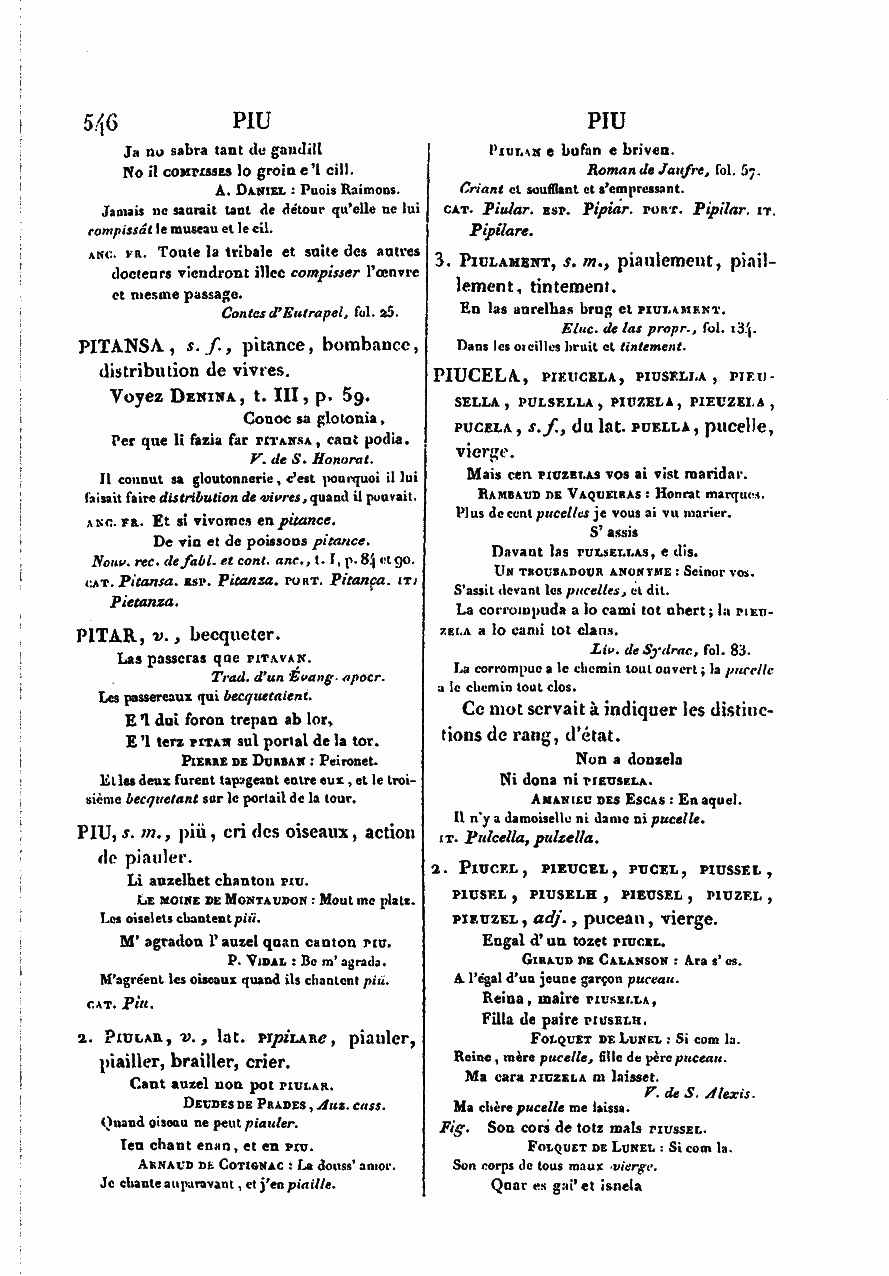 546 PIU PIU
Ja no sabra tant de gandill
No il COMPISSES lo groin e'l cill.
A. DANIEL : Puois Raimons.
Jamais ne saurait tant de détour qu'elle ne lui
compissât le museau et le cil.
ANC. FR. Toute la tribale et suite des autres
docteurs viendront illec compisser l'œuvre
et mesme passage.
Contes d'Eutrapel, fol. 25.
PITANSA, s. f., pitance, bombance,
distribution de vivres.
Voyez DENINA, t. III, p. 59.
Conoc sa glotonia,
Per que li fazia far PITANSA, cant podia.
V. de S. Honorat.
Il connut sa gloutonnerie, c'est pourquoi il lui
faisait faire distribution de vivres, quand il pouvait.
ANC. FR. Et si vivomes en pitance.
De vin et de poissons pitance.
Nouv. rec. de fabl. et cont. anc., t. I, p. 84 et 90.
CAT. Pitansa. ESP. Pitanza. PORT. Pitança. IT.
Pietanza.
PITAR, v., becqueter.
Las passeras que PITAVAN.
Trad. d'un Évang. apocr.
Les passereaux qui becquetaient.
E'l dui foron trepan ab lor,
E'l terz PITAN sul portal de la tor.
PIERRE DE DURBAN : Peironet.
Et les deux furent tapageant entre eux, et le troi-
sième becquetant sur le portail de la tour.
PIU, s. m., piü, cri des oiseaux, action
de piauler.
Li auzelhet chanton PIU.
LE MOINE DE MONTAUDON : Mout me platz.
Les oiselets chantent piü.
M' agradon l'auzel quan canton PIU.
P. VIDAL : Be m'agrada.
M'agréent les oiseaux quand ils chantent piü.
CAT. Piu.
2. PIULAR, v., lat. PIpiLARe, piauler,
piailler, brailler, crier.
Cant auzel non pot PIULAR.
DEUDES DE PRADES, Auz. cass.
Quand oiseau ne peut piauler.
Ieu chant enan, et en PIU.
ARNAUD DE COTIGNAC : La douss' amor.
Je chante auparavant, et j'en piaille.
PIULAN e bufan e briven.
Roman de Jaufre, fol. 57.
Criant et soufflant et s'empressant.
CAT. Piular. ESP. Pipiar. PORT. Pipilar. IT.
Pipilare.
3. PIULAMENT, s. m., piaulement, piail-
lement, tintement.
En las aurelhas brug et PIULAMENT.
Eluc. de las propr., fol. 134.
Dans les oreilles bruit et tintement.
PIUCELA, PIEUCELA, PIUSELLA, PIEU-
SELLA, PULSELLA, PIUZELA, PIEUZELA,
PUCELA, s. f., du lat. PUELLA, pucelle,
vierge.
Mais cen PIUZELAS vos ai vist maridar.
RAMBAUD DE VAQUEIRAS : Honrat marques.
Plus de cent pucelles je vous ai vu marier.
S' assis
Davant las PULSELLAS, e dis.
UN TROUBADOUR ANONYME : Seinor vos.
S'assit devant les pucelles, et dit.
La corrompuda a lo cami tot ubert; la PIEU-
ZELA a lo cami tot claus.
Liv. de Sydrac, fol. 83.
La corrompue a le chemin tout ouvert; la pucelle
a le chemin tout clos.
Ce mot servait à indiquer les distinc-
tions de rang, d'état.
Non a donzela
Ni dona ni PIEUSELA.
AMANIEU DES ESCAS : En aquel.
Il n'y a damoiselle ni dame ni pucelle.
IT. Pulcella, pulzella.
2. PIUCEL, PIEUCEL, PUCEL, PIUSSEL,
PIUSEL, PIUSELH, PIEUSEL, PIUZEL,
PIEUZEL, adj., puceau, vierge.
Engal d'un tozet PIUCEL.
GIRAUD DE CALANSON : Ara s'es.
A l'égal d'un jeune garçon puceau.
Reina, maire PIUSELLA,
Filla de paire PIUSELH.
FOLQUET DE LUNEL : Si com la.
Reine, mère pucelle, fille de père puceau.
Ma cara PIUZELA m laisset.
V. de S. Alexis.
Ma chère pucelle me laissa.
Fig. Son cors de totz mals PIUSSEL.
FOLQUET DE LUNEL : Si com la.
Son corps de tous maux vierge.
Quar es gai' et isnela